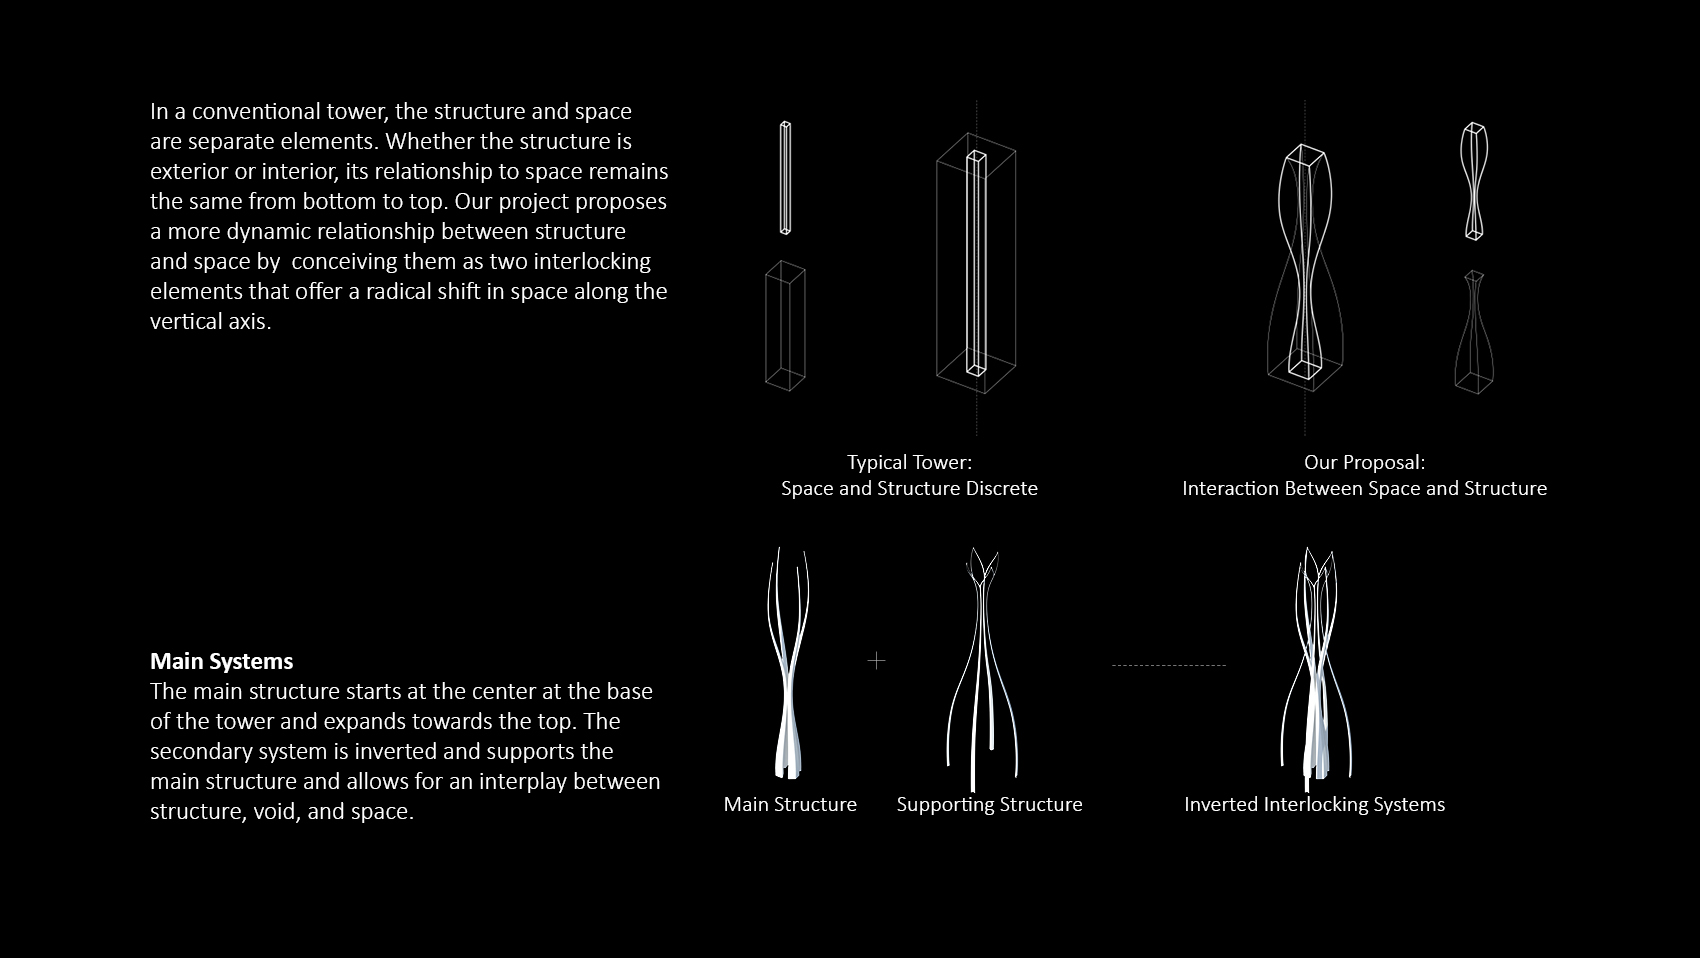 In a conventional tower, the structure and space
are separate elements. Whether the structure is
exterior or interior, its relationship to space remains
the same from bottom to top. Our project proposes
a more dynamic relationship between structure
and space by  conceiving them as two interlocking
elements that offer a radical shift in space along the
vertical axis.
Typical Tower:
Space and Structure Discrete
Our Proposal:
Interaction Between Space and Structure
Main Systems
The main structure starts at the center at the base
of the tower and expands towards the top. The
secondary system is inverted and supports the
main structure and allows for an interplay between
structure, void, and space.
Main Structure
Supporting Structure
Inverted Interlocking Systems